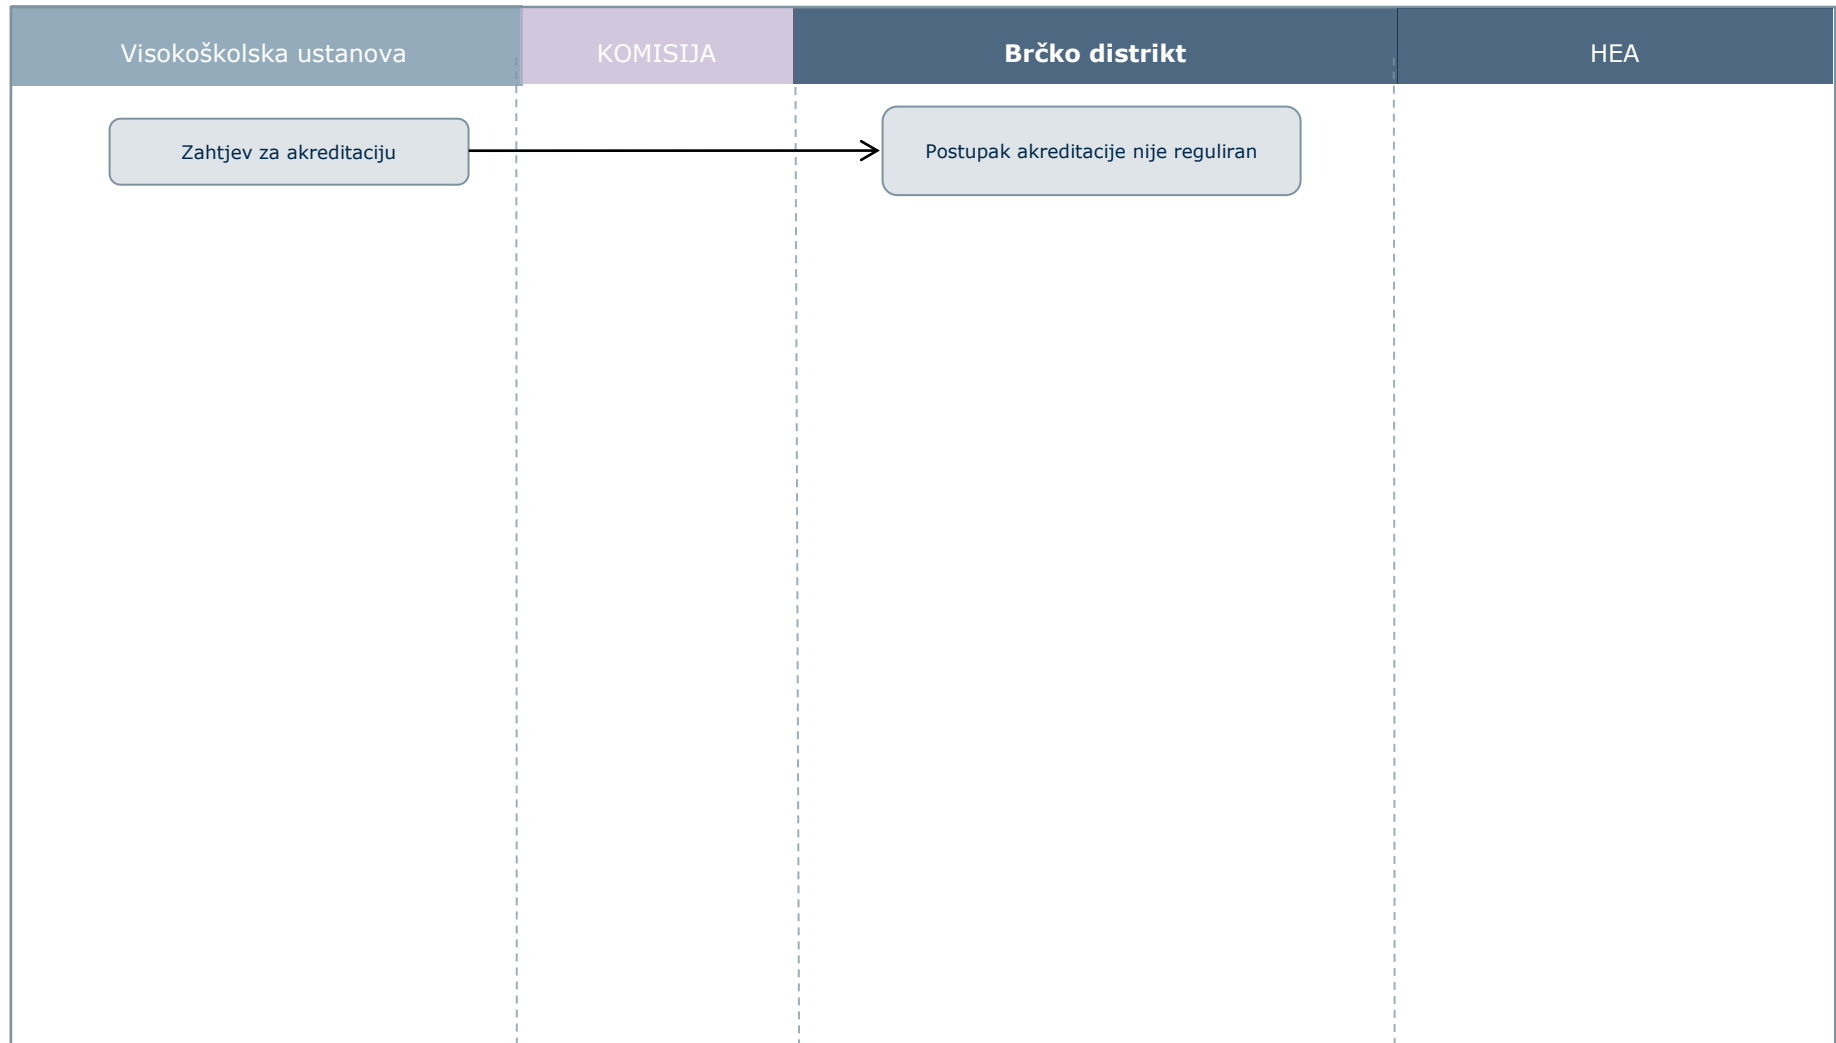 Visokoškolska ustanova
KOMISIJA
Brčko distrikt
HEA
Zahtjev za akreditaciju
Postupak akreditacije nije reguliran